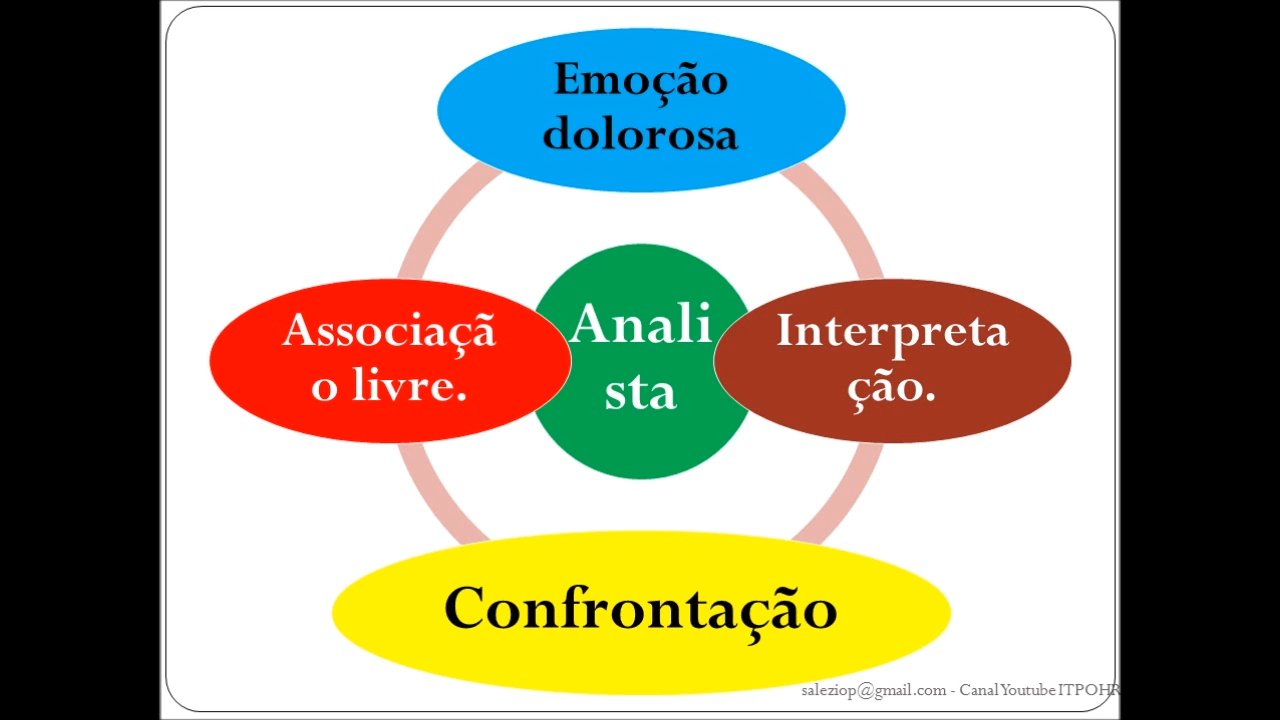 Emoção
dolorosa
Associaçã
o livre.
Anali
sta
Interpreta
ção.
Confrontação
saleziop@gmail.com - Canal Youtube ITPOHR